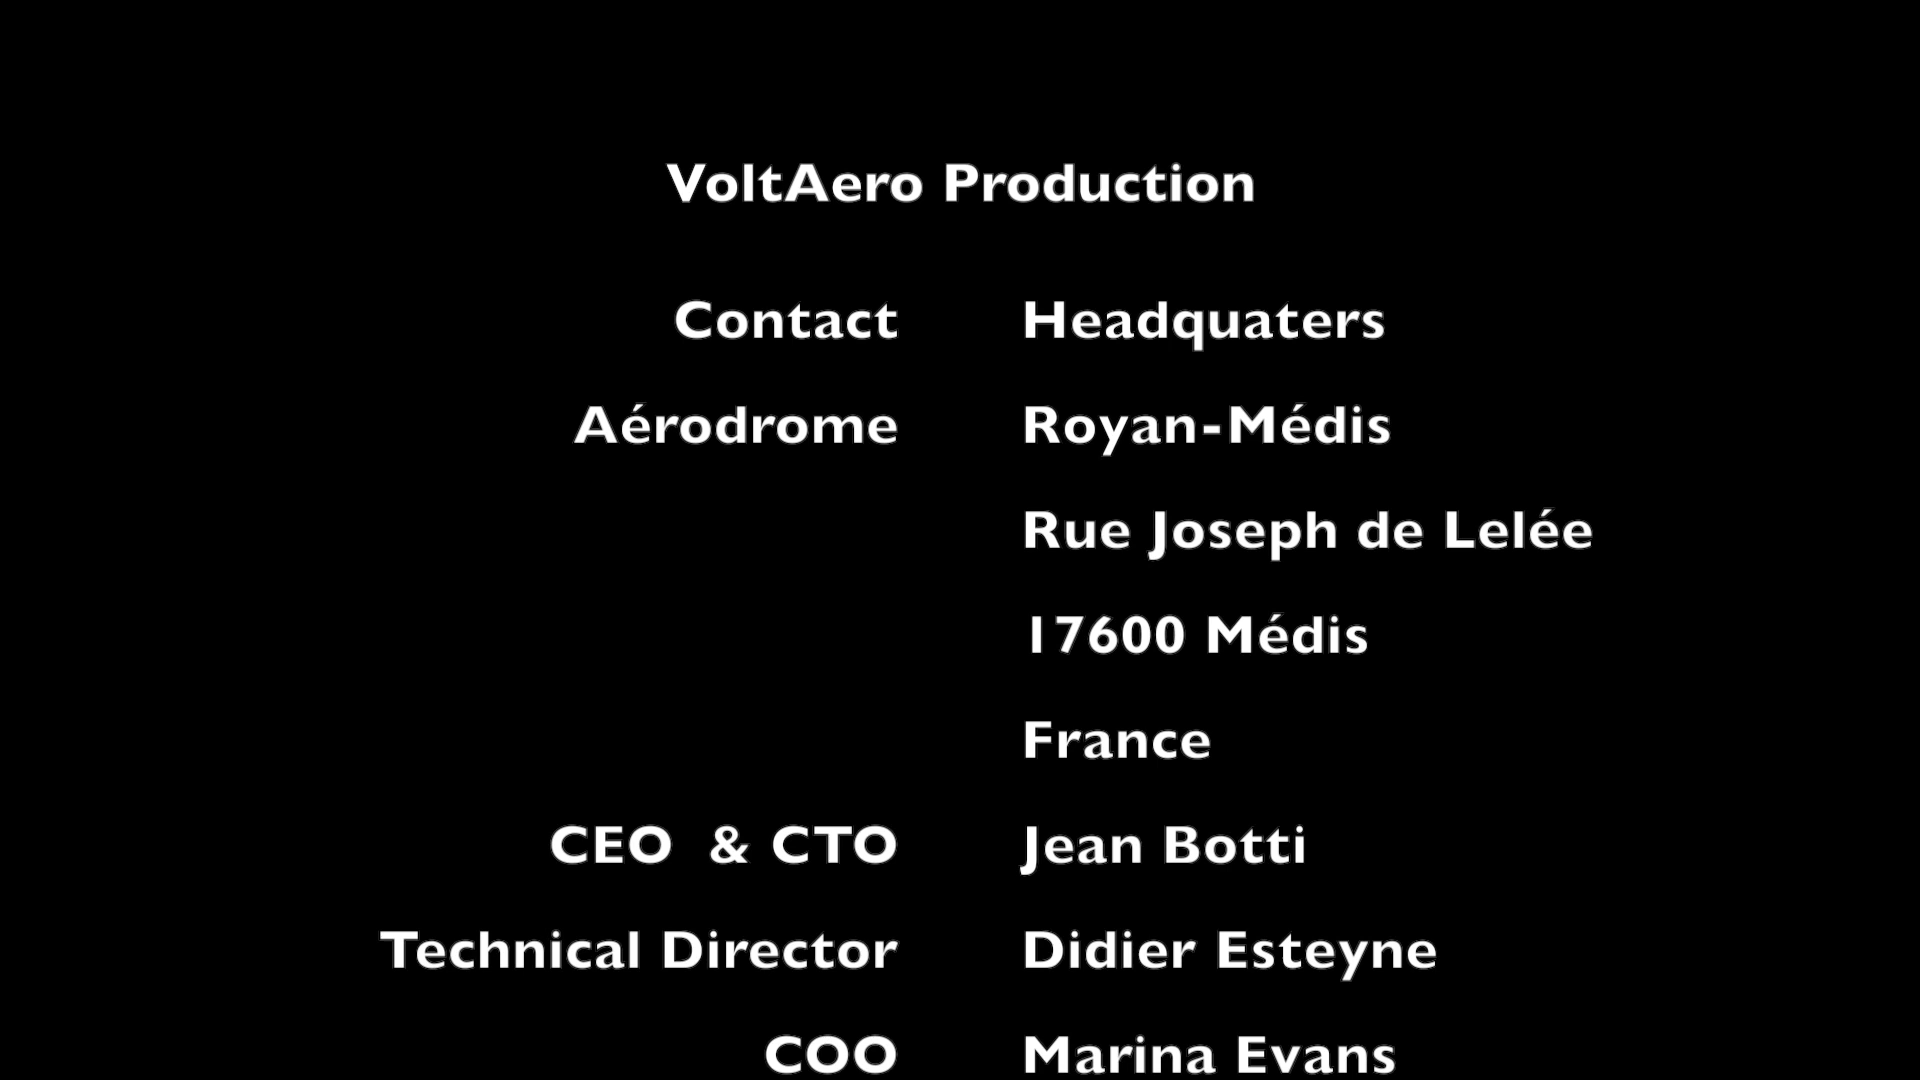 VoltAero Production
Contact Headquaters
Aérodrome Royan-Médis
Rue Joseph de Lelée
17600 Médis
France
CEO & CTO Jean Botti
Technical Director Didier Esteyne
COO Marina Evans